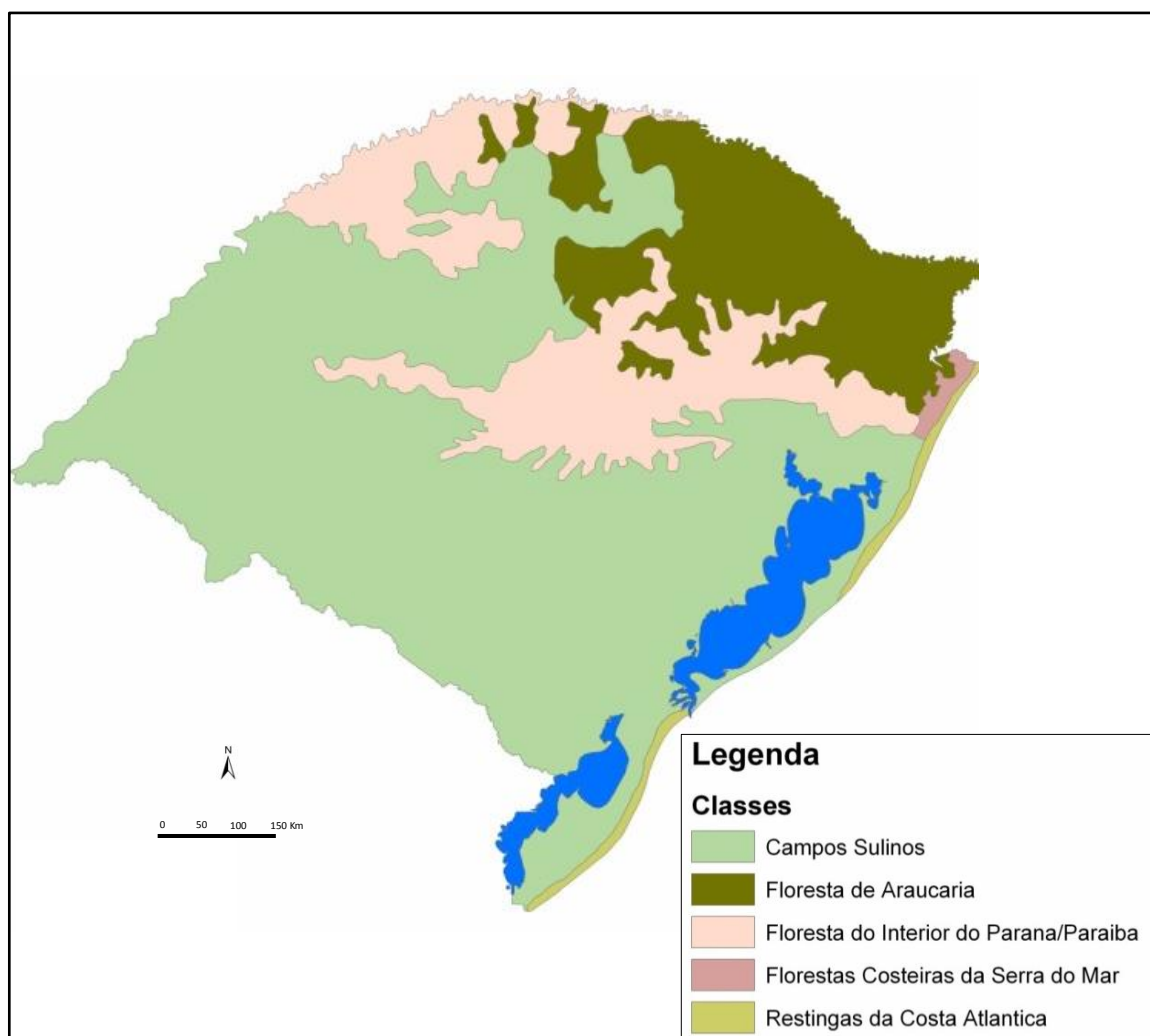 N
0 50 100 150 Km
Legenda
Classes
Campos Sulinos
Floresta de Araucaria
Floresta do Interior do Parana/Paraiba
Florestas Costeiras da Serra do Mar
Restingas da Costa Atlantica